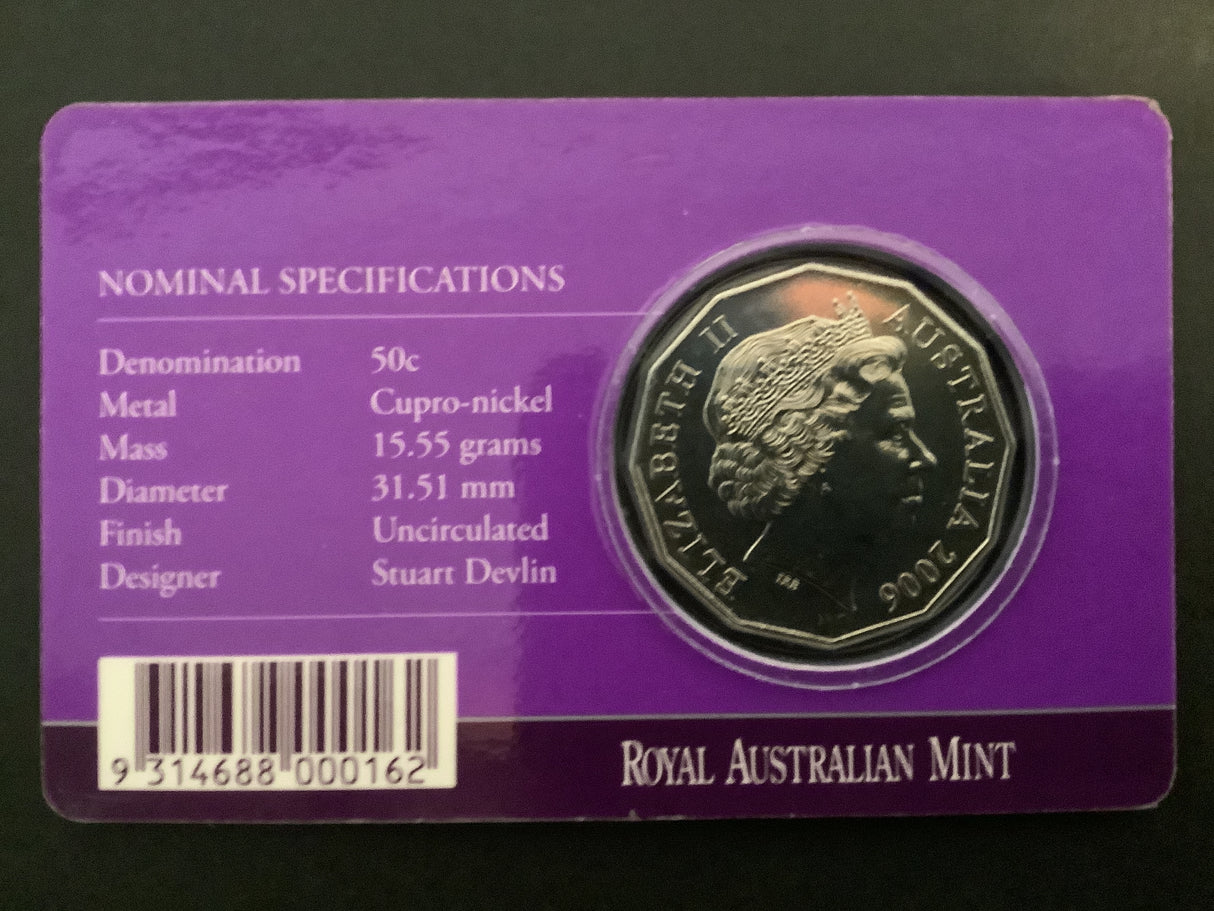 NOMINAL SPECIFICATIONS
Denomination 50c
Metal Cupro-nickel
Mass 15.55 grams
Diameter 31.51 mm
Finish Uncirculated
Designer Stuart Devlin
ELIZABETH II AUSTRALIA 2006
IRB
9 314688 000162
ROYAL AUSTRALIAN MINT